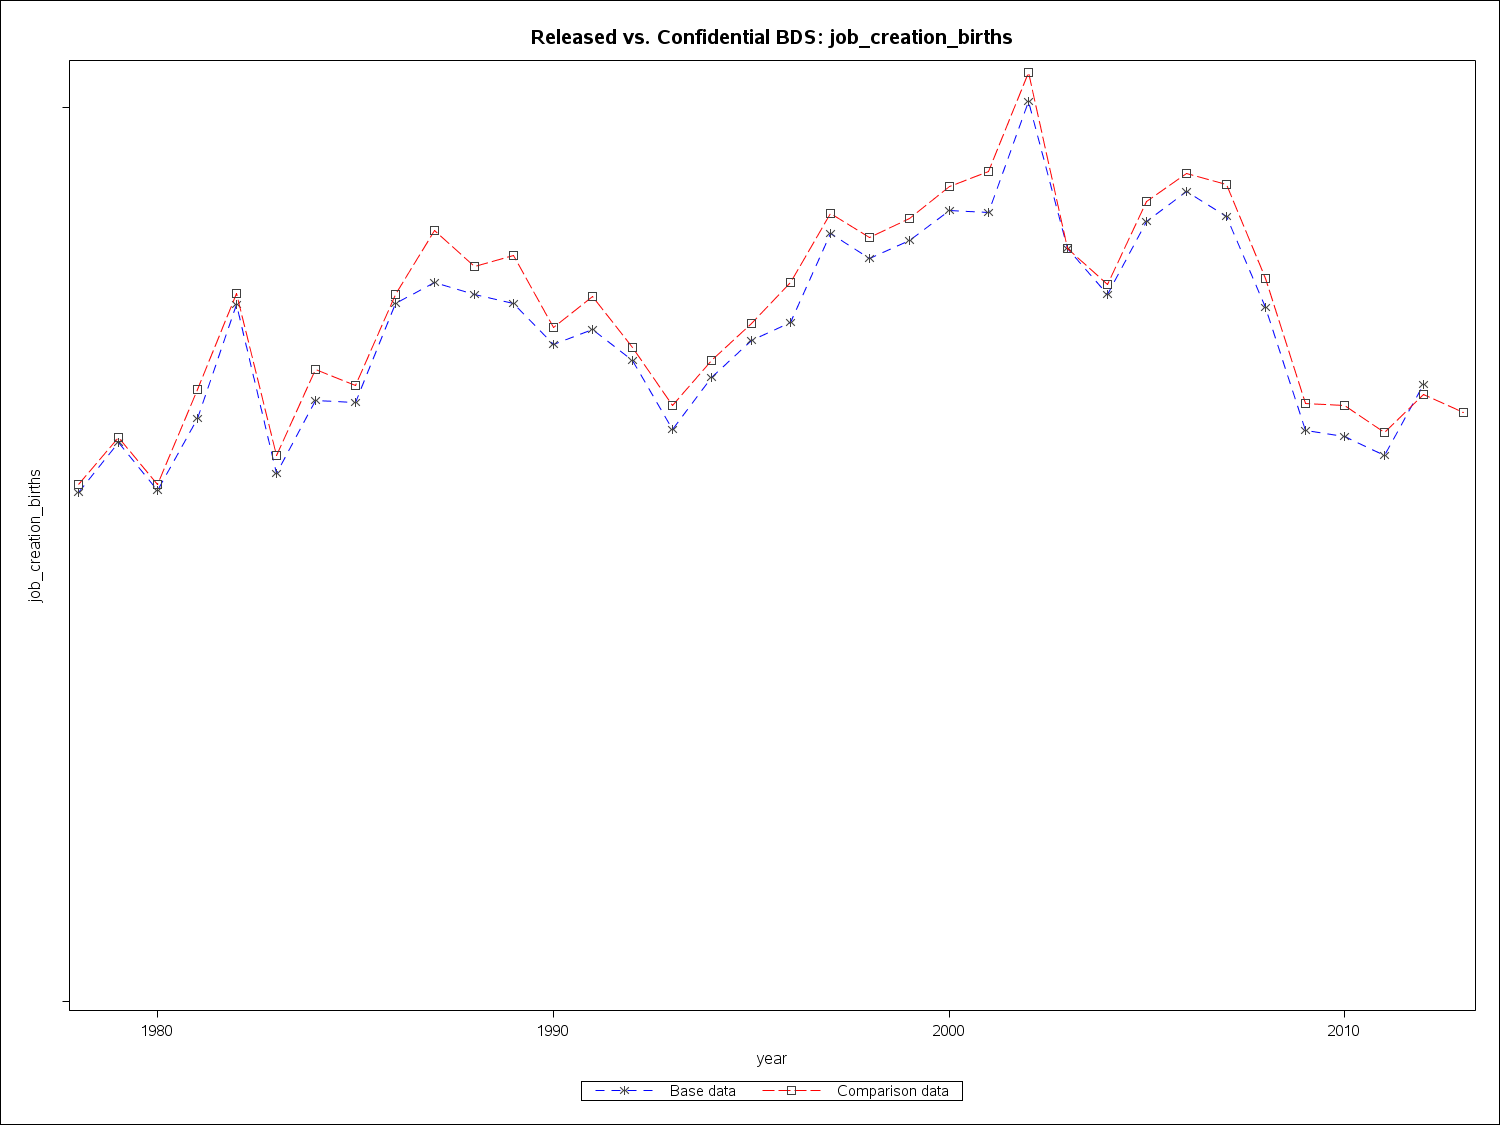 Released vs. Confidential BDS: job_creation_births
job_creation_births
1980
1990
2000
2010
year
Base data
Comparison data